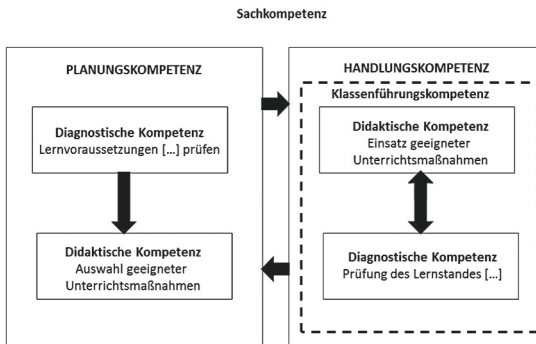 Sachkompetenz
PLANUNGSKOMPETENZ
Diagnostische Kompetenz
Lernvoraussetzungen […] prüfen
Didaktische Kompetenz
Auswahl geeigneter
Unterrichtsmaßnahmen
HANDLUNGSKOMPETENZ
Klassenführungskompetenz
Didaktische Kompetenz
Einsatz geeigneter
Unterrichtsmaßnahmen
Diagnostische Kompetenz
Prüfung des Lernstandes […]